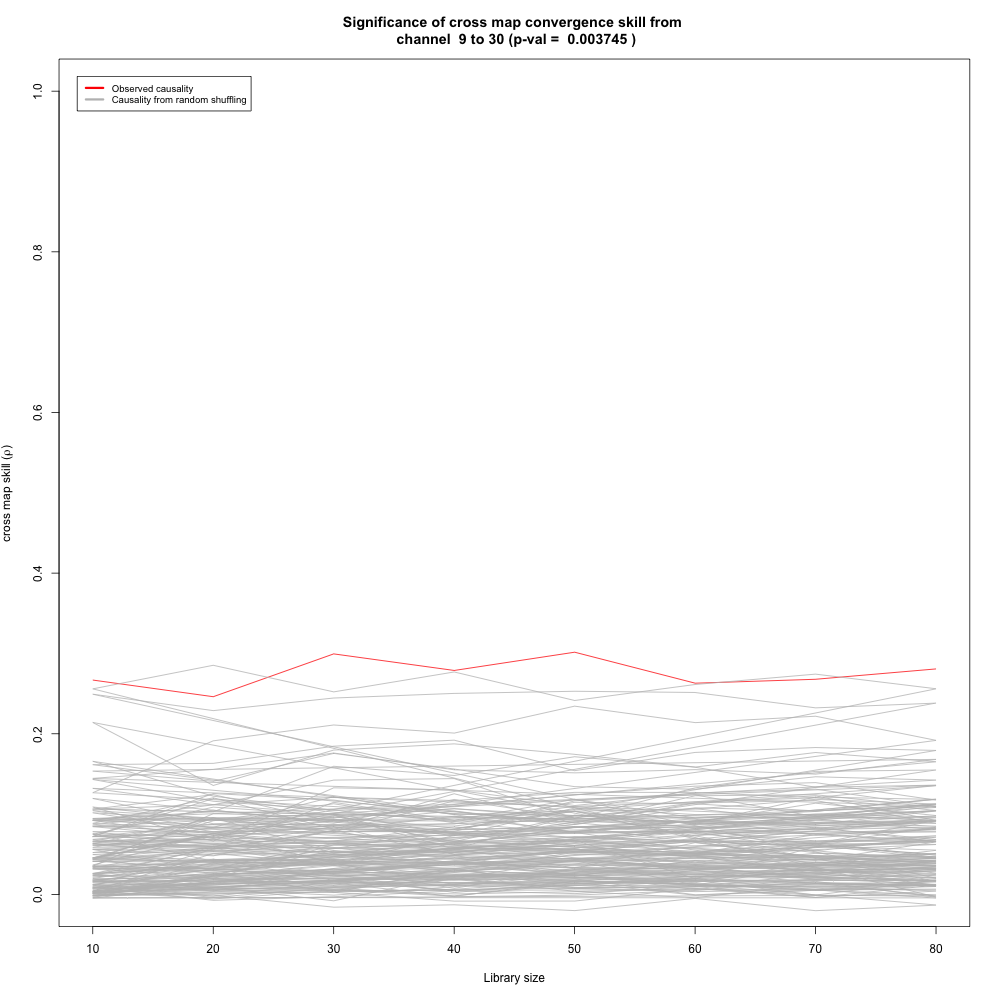 Significance of cross map convergence skill from
channel  9 to 30 (p-val =  0.003745 )
Observed causality
Causality from random shuffling
1.0
0.8
0.6
0.4
0.2
0.0
cross map skill (ρ)
10 20 30 40 50 60 70 80
Library size